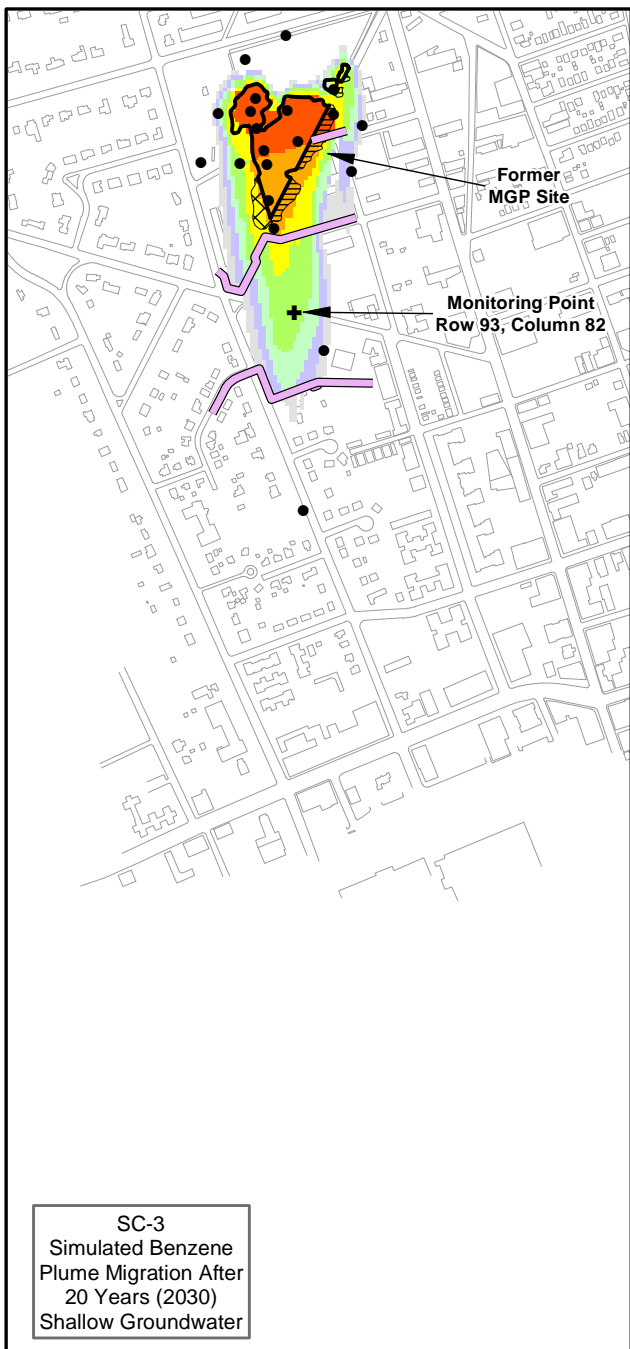 Former
MGP Site
Monitoring Point
Row 93, Column 82
SC-3
Simulated Benzene
Plume Migration After
20 Years (2030)
Shallow Groundwater